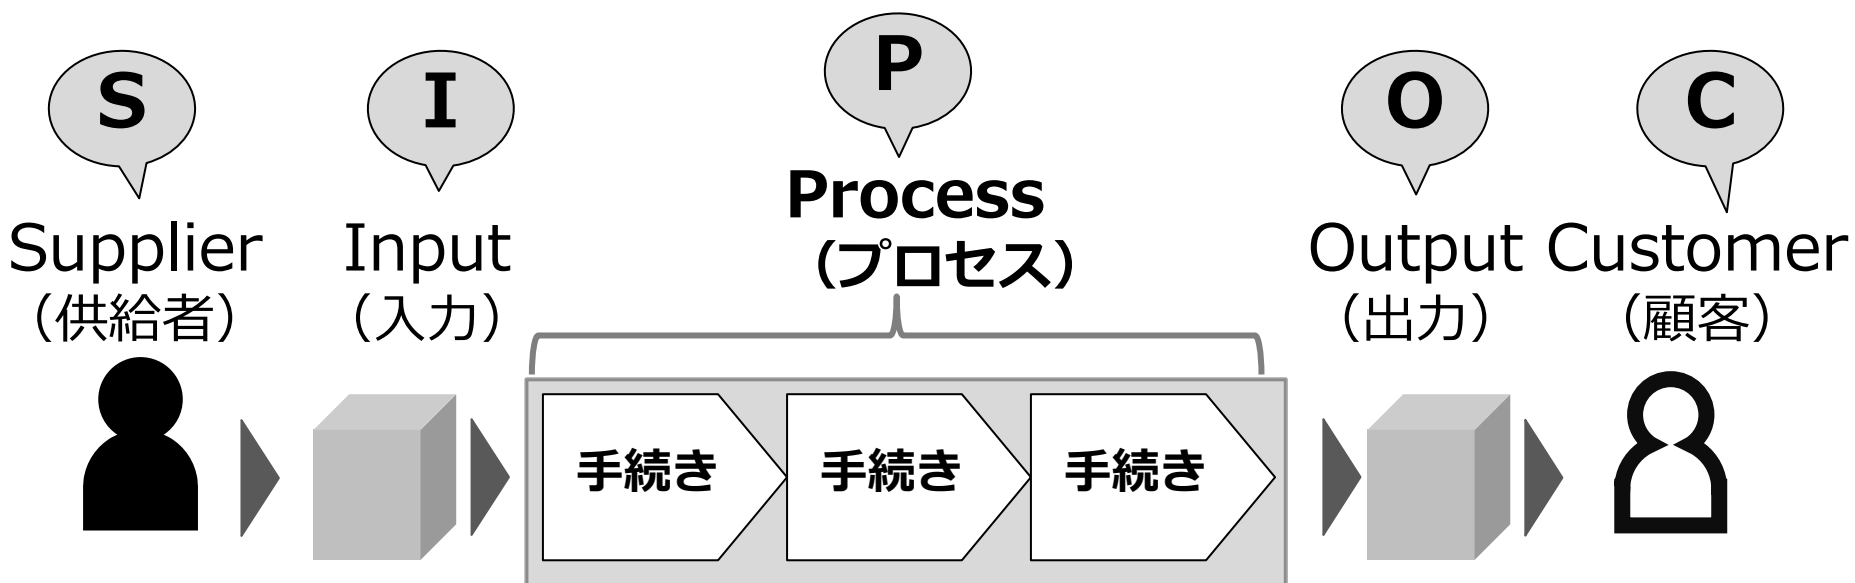 S
I
P
O
C
Supplier
（供給者）
Input
（入力）
Process
（プロセス）
Output
（出力）
Customer
（顧客）
手続き
手続き
手続き